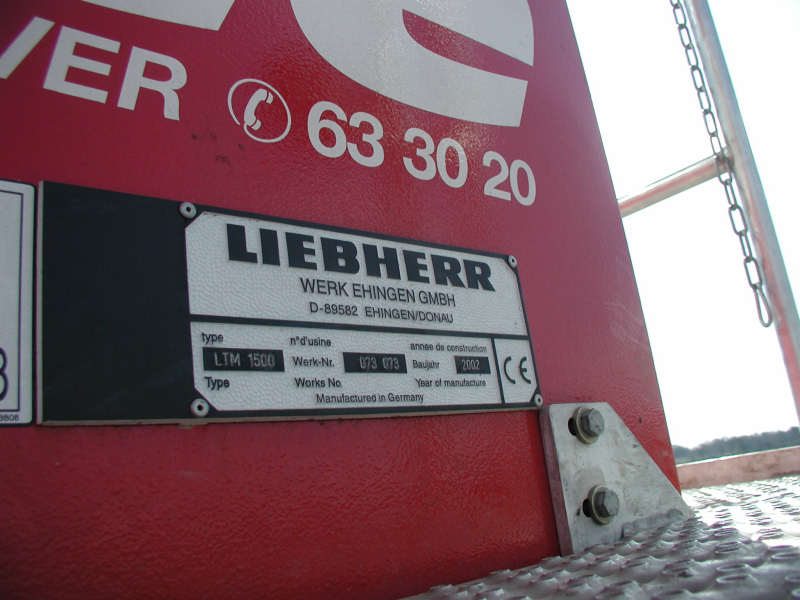 VER
63 30 20
LIEBHERR
WERK EHINGEN GMBH
D-89582 EHINGEN/DONAU
type n°d'usine annee de construction
LTM 1500 Werk-Nr. 073 073 Baujahr 2002
Type Works No Year of manufacture
Manufactured in Germany
CE